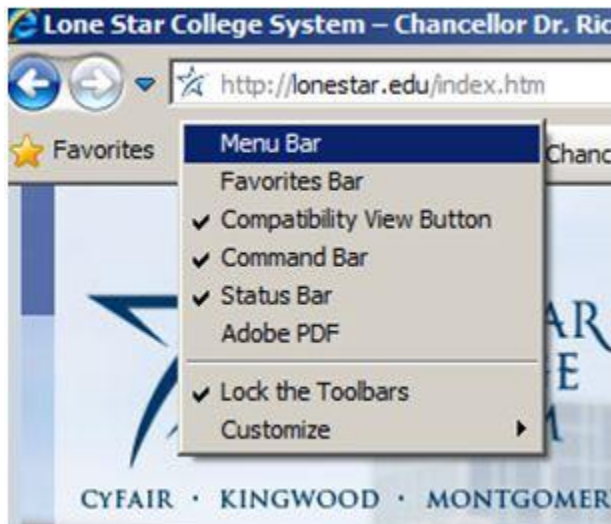 Lone Star College System – Chancellor Dr. Ric
http://lonestar.edu/index.htm
Favorites
Chanc
Menu Bar
Favorites Bar
Compatibility View Button
Command Bar
Status Bar
Adobe PDF
Lock the Toolbars
Customize
AR
E
M
CYFAIR · KINGWOOD · MONTGOMER